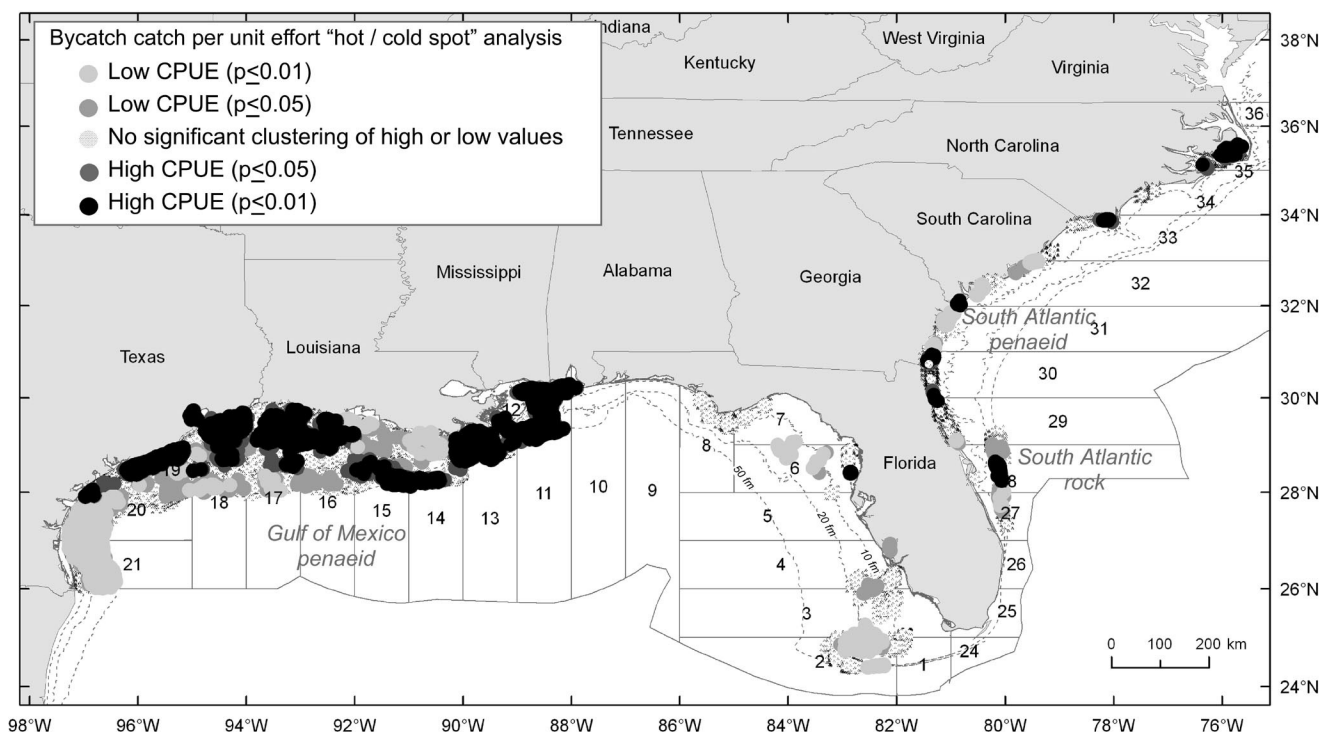 Bycatch catch per unit effort “hot / cold spot” analysis
Low CPUE (p≤0.01)
Low CPUE (p≤0.05)
No significant clustering of high or low values
High CPUE (p≤0.05)
High CPUE (p≤0.01)
ndiana
West Virginia
Kentucky
Virginia
Tennessee
North Carolina
South Carolina
Mississippi
Alabama
Georgia
Texas
Louisiana
Florida
South Atlantic
penaeid
South Atlantic
rock
Gulf of Mexico
penaeid
36
35
34
33
32
31
30
29
8
27
26
25
24
1
2
3
4
5
6
7
8
9
10
11
12
13
14
15
16
17
18
19
20
21
50 fm
20 fm
10 fm
0 100 200 km
38°N
36°N
34°N
32°N
30°N
28°N
26°N
24°N
98°W 96°W 94°W 92°W 90°W 88°W 86°W 84°W 82°W 80°W 78°W 76°W